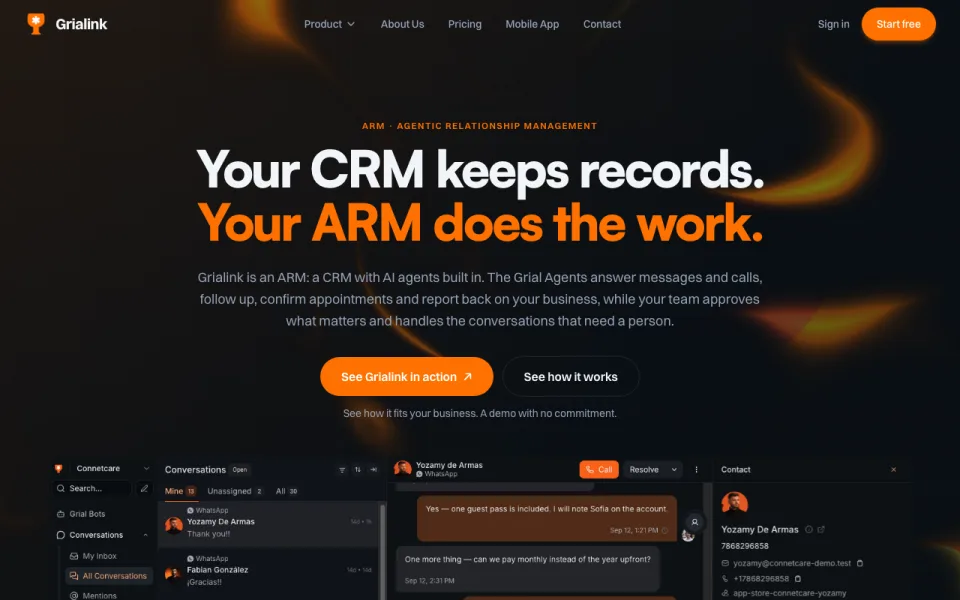 Grialink
Product
About Us
Pricing
Mobile App
Contact
Sign in
Start free
ARM · AGENTIC RELATIONSHIP MANAGEMENT
Your CRM keeps records.
Your ARM does the work.
Grialink is an ARM: a CRM with AI agents built in. The Grial Agents answer messages and calls,
follow up, confirm appointments and report back on your business, while your team approves
what matters and handles the conversations that need a person.
See Grialink in action
See how it works
See how it fits your business. A demo with no commitment.
Connetcare
Search...
Grial Bots
Conversations
My Inbox
All Conversations
Mentions
Conversations Open
Mine 13
Unassigned 2
All 30
WhatsApp
Yozamy De Armas
Thank you!!
WhatsApp
Fabian González
¡Gracias!!
Yozamy de Armas
WhatsApp
Call
Resolve
Yes — one guest pass is included. I will note Sofia on the account.
Sep 12, 1:21 PM
One more thing — can we pay monthly instead of the year upfront?
Sep 12, 2:31 PM
Contact
Yozamy De Armas
7868296858
yozamy@connetcare-demo.test
+17868296858
app-store-connetcare-yozamy